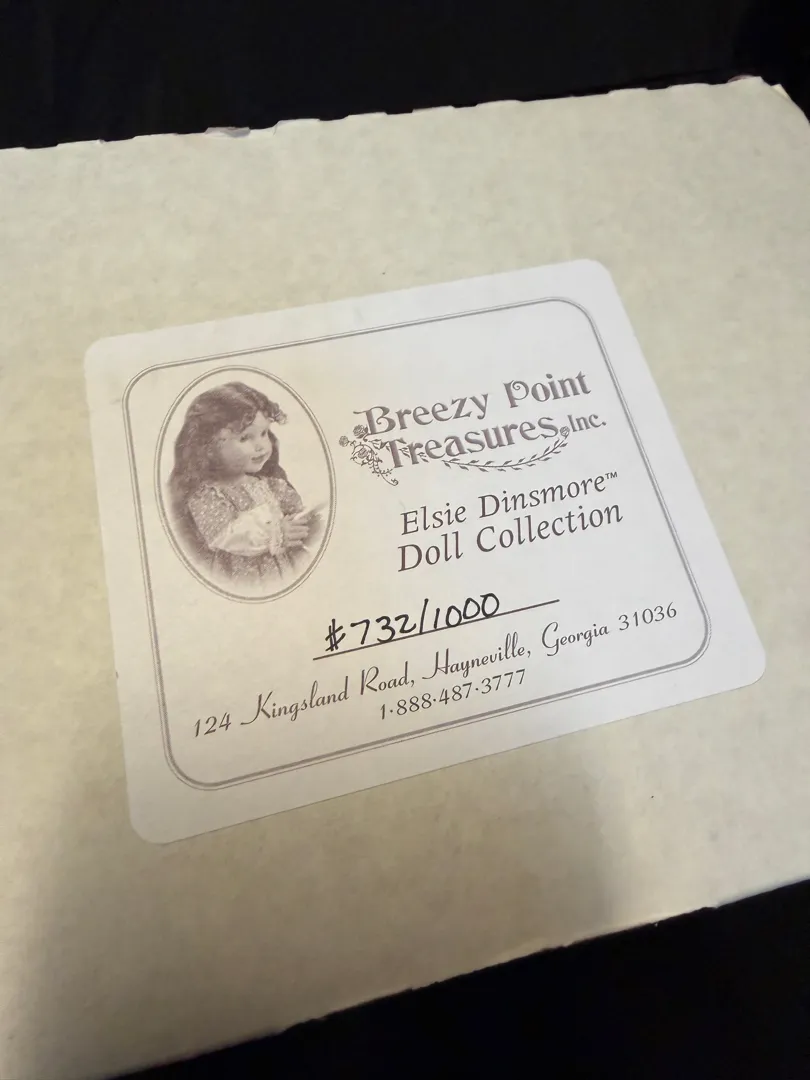 Breezy Point
Treasures, Inc.
Elsie Dinsmore™
Doll Collection
#732/1000
124 Kingsland Road, Hayneville, Georgia 31036
1·888·487·3777